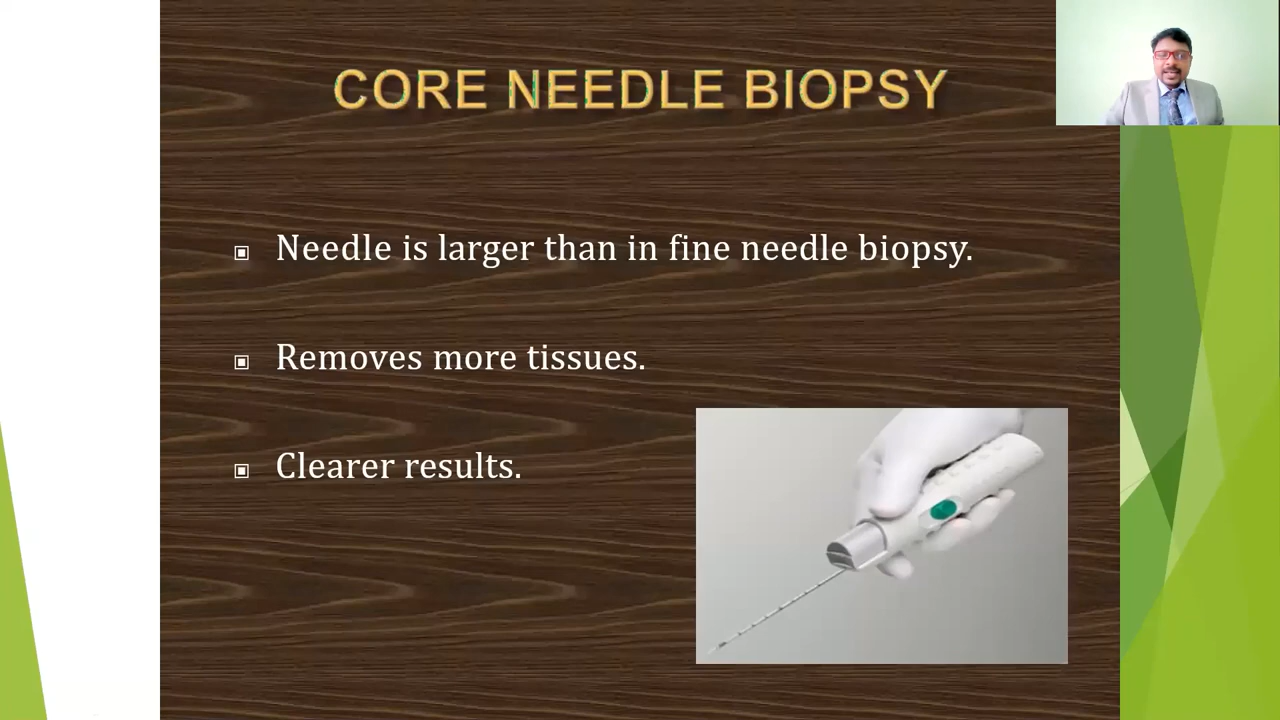 CORE NEEDLE BIOPSY
Needle is larger than in fine needle biopsy.
Removes more tissues.
Clearer results.